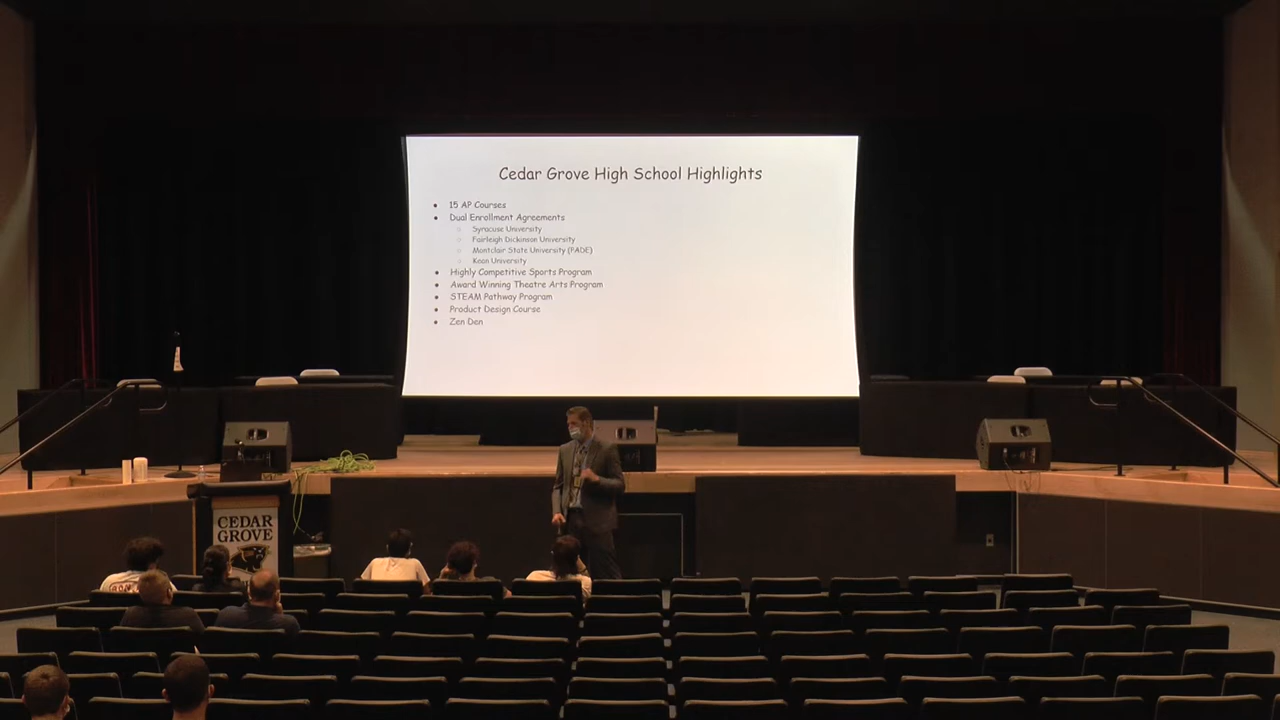 Cedar Grove High School Highlights
15 AP Courses
Dual Enrollment Agreements
Syracuse University
Fairleigh Dickinson University
Montclair State University (PADE)
Kean University
Highly Competitive Sports Program
Award Winning Theatre Arts Program
STEAM Pathway Program
Product Design Course
Zen Den
CEDAR
GROVE